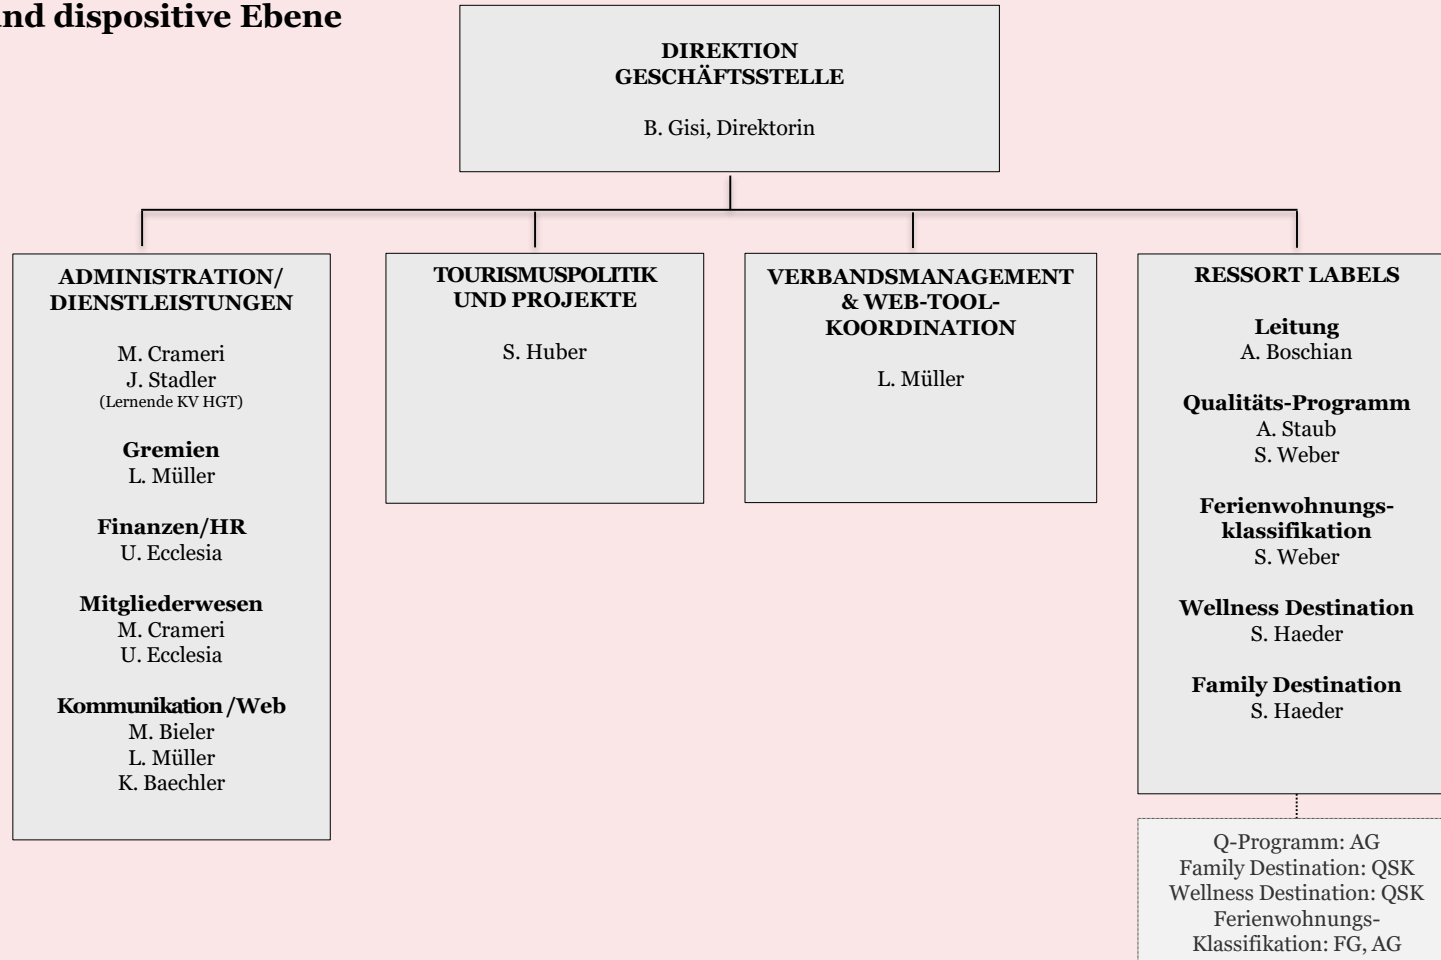 und dispositive Ebene
DIREKTION
GESCHÄFTSSTELLE
B. Gisi, Direktorin
ADMINISTRATION/
DIENSTLEISTUNGEN
M. Crameri
J. Stadler
(Lernende KV HGT)
Gremien
L. Müller
Finanzen/HR
U. Ecclesia
Mitgliederwesen
M. Crameri
U. Ecclesia
Kommunikation /Web
M. Bieler
L. Müller
K. Baechler
TOURISMUSPOLITIK
UND PROJEKTE
S. Huber
VERBANDSMANAGEMENT
& WEB-TOOL-
KOORDINATION
L. Müller
RESSORT LABELS
Leitung
A. Boschian
Qualitäts-Programm
A. Staub
S. Weber
Ferienwohnungs-
klassifikation
S. Weber
Wellness Destination
S. Haeder
Family Destination
S. Haeder
Q-Programm: AG
Family Destination: QSK
Wellness Destination: QSK
Ferienwohnungs-
Klassifikation: FG, AG